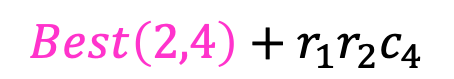 Best(2,4) + r₁r₂c₄